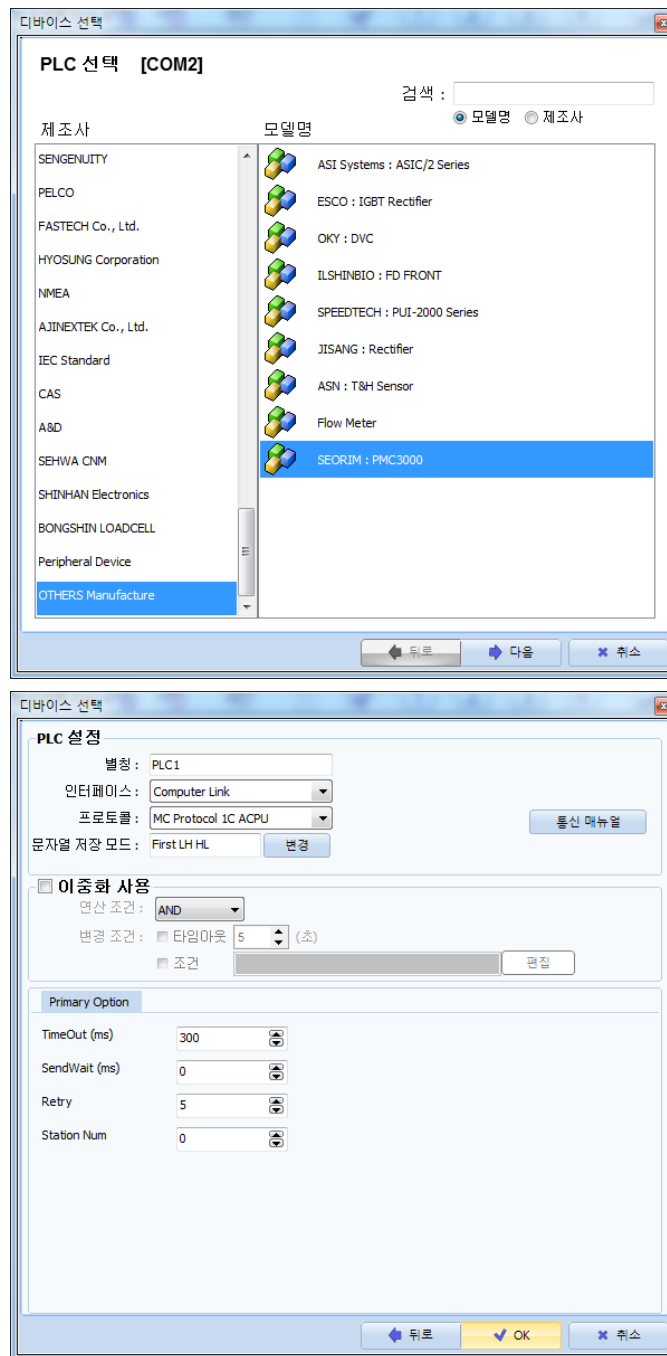 디바이스 선택
PLC 선택 [COM2]
검색 :
모델명 제조사
제조사
모델명
SENGENUITY
PELCO
FASTECH Co., Ltd.
HYOSUNG Corporation
NMEA
AJINEXTEK Co., Ltd.
IEC Standard
CAS
A&D
SEHWA CNM
SHINHAN Electronics
BONGSHIN LOADCELL
Peripheral Device
OTHERS Manufacture
ASI Systems : ASIC/2 Series
ESCO : IGBT Rectifier
OKY : DVC
ILSHINBIO : FD FRONT
SPEEDTECH : PUI-2000 Series
JISANG : Rectifier
ASN : T&H Sensor
Flow Meter
SEORIM : PMC3000
뒤로 다음 취소
디바이스 선택
PLC 설정
별칭 : PLC1
인터페이스 : Computer Link
프로토콜 : MC Protocol 1C ACPU 통신 매뉴얼
문자열 저장 모드 : First LH HL 변경
이중화 사용
연산 조건 : AND
변경 조건 : 타임아웃 5 (초)
조건 편집
Primary Option
TimeOut (ms) 300
SendWait (ms) 0
Retry 5
Station Num 0
뒤로 OK 취소